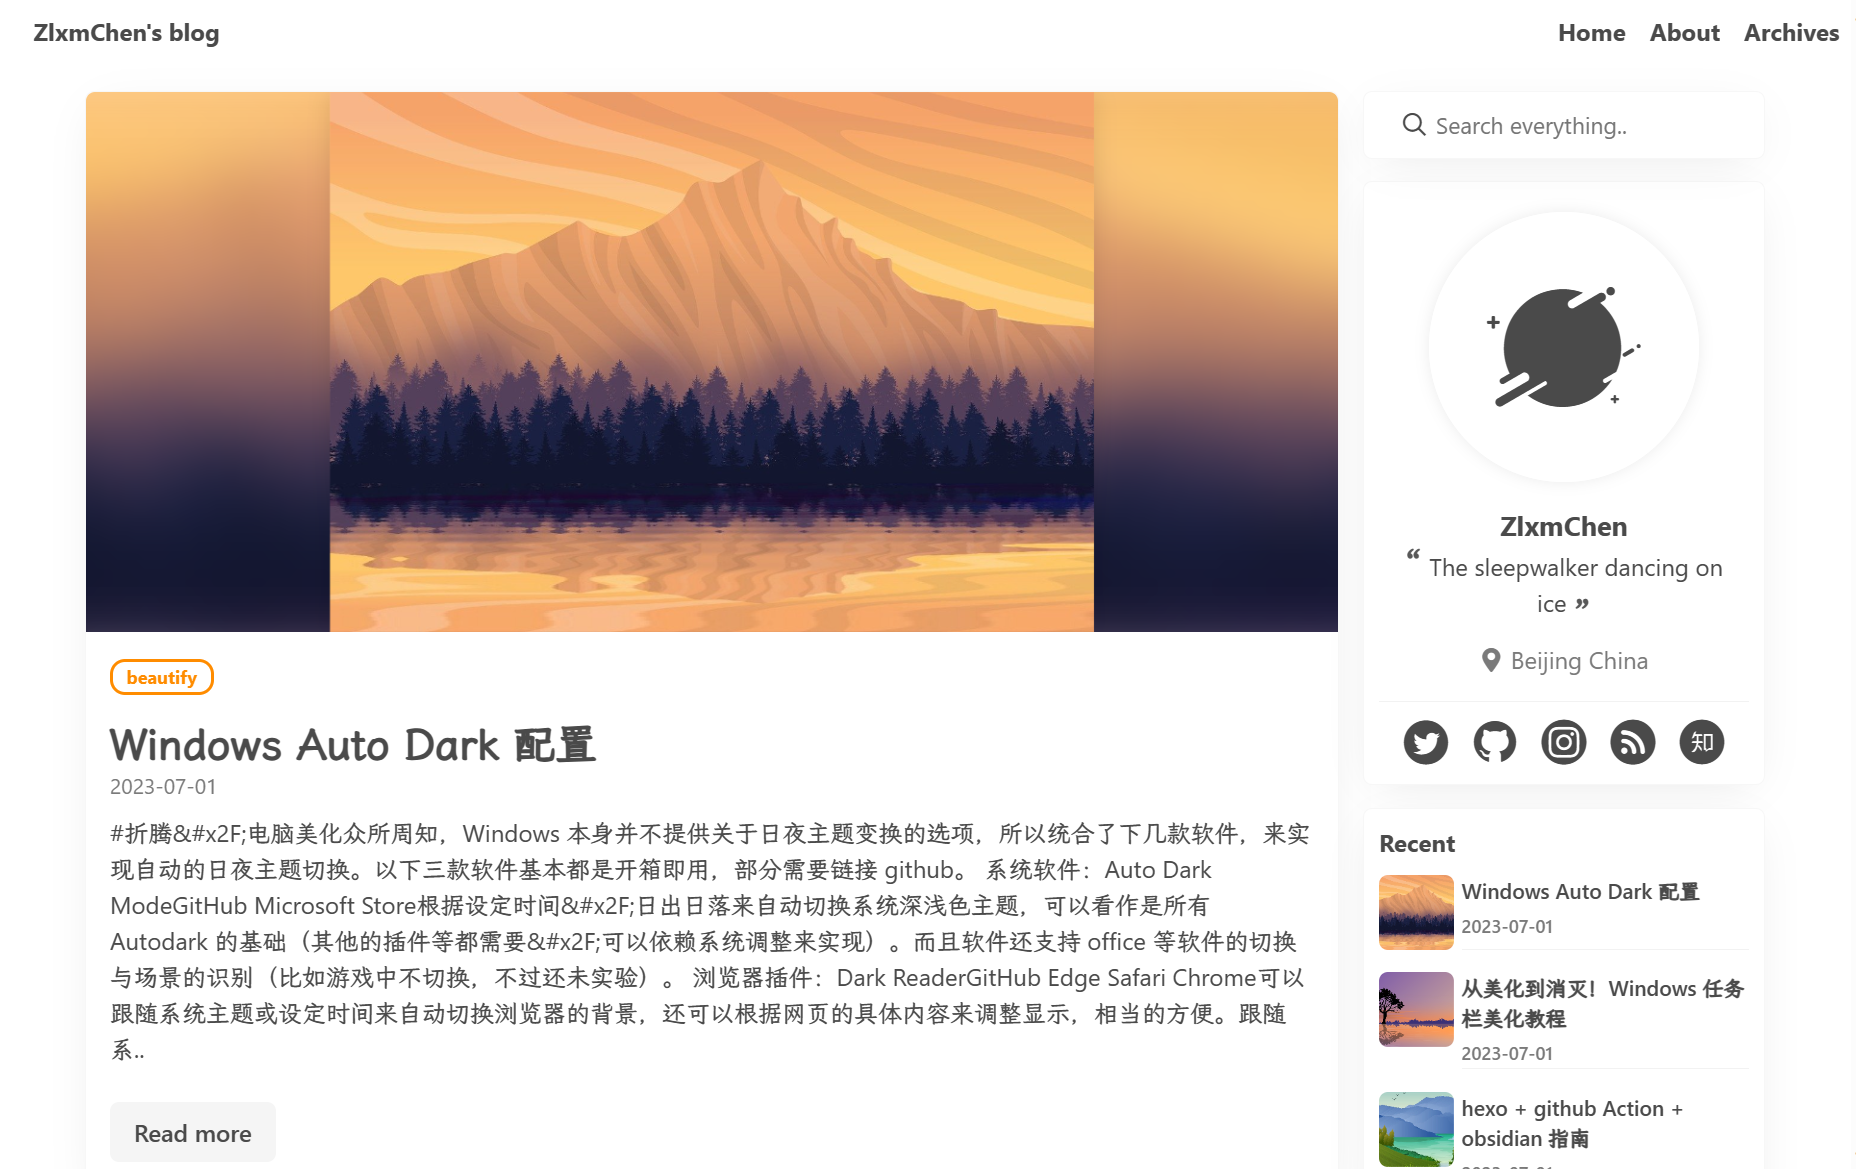 ZlxmChen's blog
Home About Archives
Search everything..
ZlxmChen
“ The sleepwalker dancing on
ice ”
Beijing China
知
beautify
Windows Auto Dark 配置
2023-07-01
#折腾&#x2F;电脑美化众所周知，Windows 本身并不提供关于日夜主题变换的选项，所以统合了下几款软件，来实
现自动的日夜主题切换。以下三款软件基本都是开箱即用，部分需要链接 github。 系统软件：Auto Dark
ModeGitHub Microsoft Store根据设定时间&#x2F;日出日落来自动切换系统深浅色主题，可以看作是所有
Autodark 的基础（其他的插件等都需要&#x2F;可以依赖系统调整来实现）。而且软件还支持 office 等软件的切换
与场景的识别（比如游戏中不切换，不过还未实验）。 浏览器插件：Dark ReaderGitHub Edge Safari Chrome可以
跟随系统主题或设定时间来自动切换浏览器的背景，还可以根据网页的具体内容来调整显示，相当的方便。跟随
系..
Read more
Recent
Windows Auto Dark 配置
2023-07-01
从美化到消灭！Windows 任务
栏美化教程
2023-07-01
hexo + github Action +
obsidian 指南